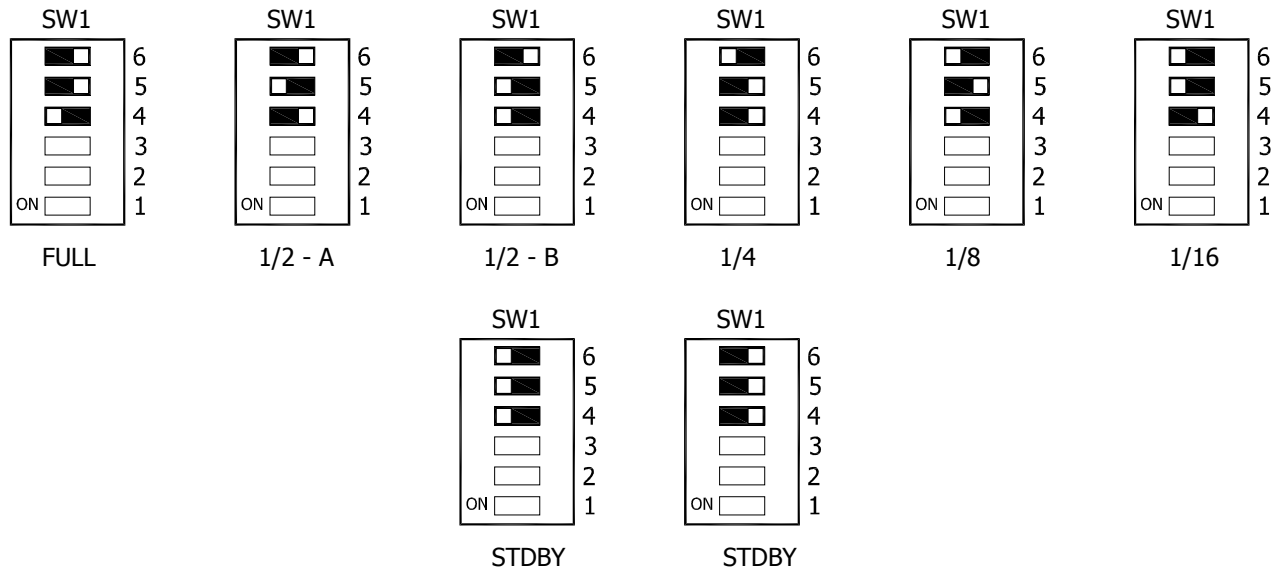 SW1 SW1 SW1 SW1 SW1 SW1
6 6 6 6 6 6
5 5 5 5 5 5
4 4 4 4 4 4
3 3 3 3 3 3
2 2 2 2 2 2
ON 1 ON 1 ON 1 ON 1 ON 1 ON 1
FULL 1/2 - A 1/2 - B 1/4 1/8 1/16
SW1 SW1
6 6
5 5
4 4
3 3
2 2
ON 1 ON 1
STDBY STDBY